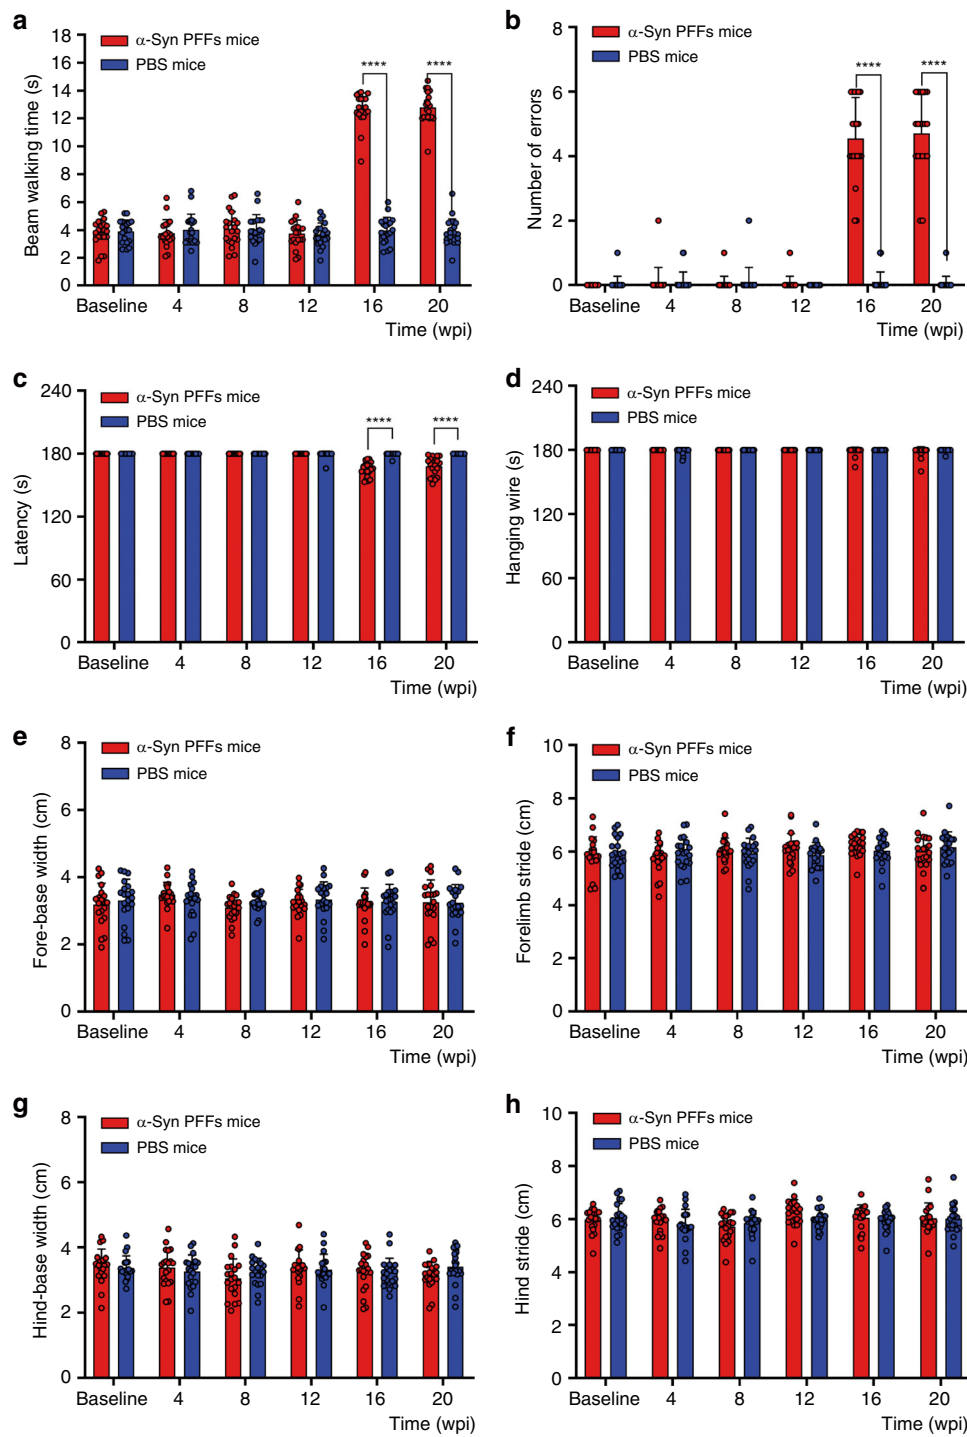 a
α-Syn PFFs mice
PBS mice
Beam walking time (s)
18
16
14
12
10
8
6
4
2
0
**** ****
Baseline 4 8 12 16 20
Time (wpi)
b
α-Syn PFFs mice
PBS mice
Number of errors
8
6
4
2
0
**** ****
Baseline 4 8 12 16 20
Time (wpi)
c
α-Syn PFFs mice
PBS mice
Latency (s)
240
180
120
60
0
**** ****
Baseline 4 8 12 16 20
Time (wpi)
d
α-Syn PFFs mice
PBS mice
Hanging wire (s)
240
180
120
60
0
Baseline 4 8 12 16 20
Time (wpi)
e
α-Syn PFFs mice
PBS mice
Fore-base width (cm)
8
6
4
2
0
Baseline 4 8 12 16 20
Time (wpi)
f
α-Syn PFFs mice
PBS mice
Forelimb stride (cm)
10
8
6
4
2
0
Baseline 4 8 12 16 20
Time (wpi)
g
α-Syn PFFs mice
PBS mice
Hind-base width (cm)
8
6
4
2
0
Baseline 4 8 12 16 20
Time (wpi)
h
α-Syn PFFs mice
PBS mice
Hind stride (cm)
10
8
6
4
2
0
Baseline 4 8 12 16 20
Time (wpi)